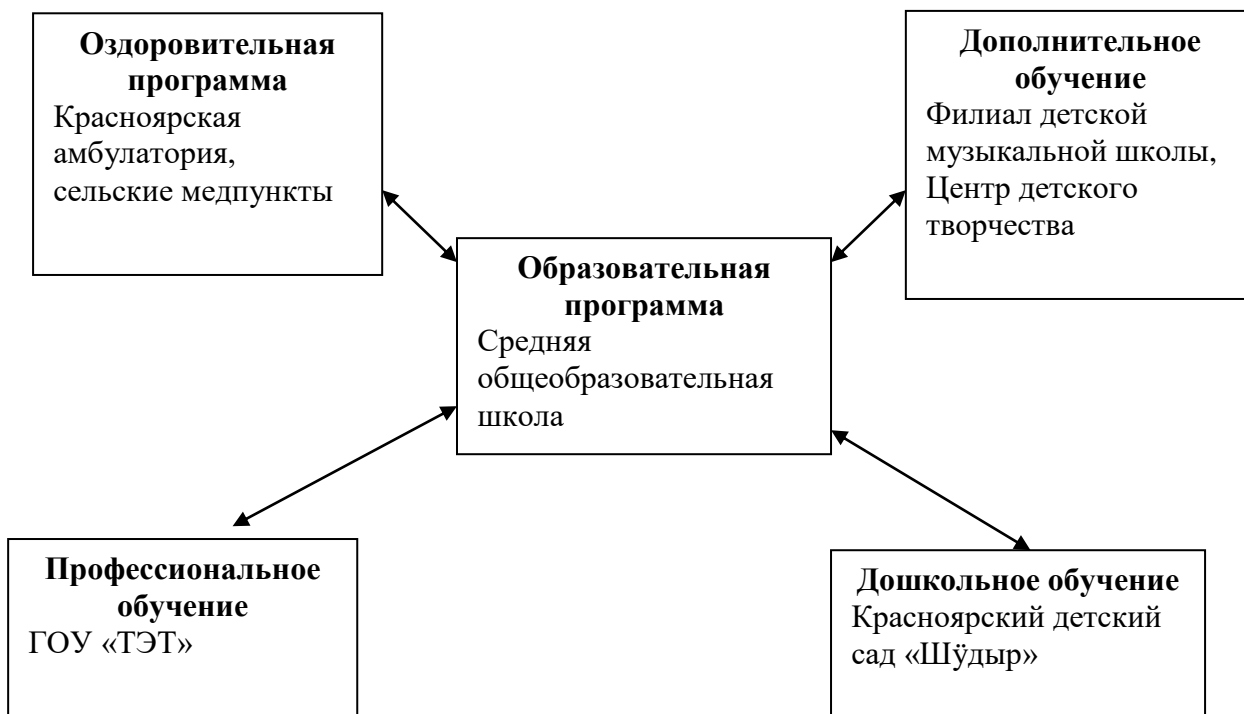 Оздоровительная
программа
Красноярская
амбулатория,
сельские медпункты
Дополнительное
обучение
Филиал детской
музыкальной школы,
Центр детского
творчества
Образовательная
программа
Средняя
общеобразовательная
школа
Профессиональное
обучение
ГОУ «ТЭТ»
Дошкольное обучение
Красноярский детский
сад «Шӱдыр»